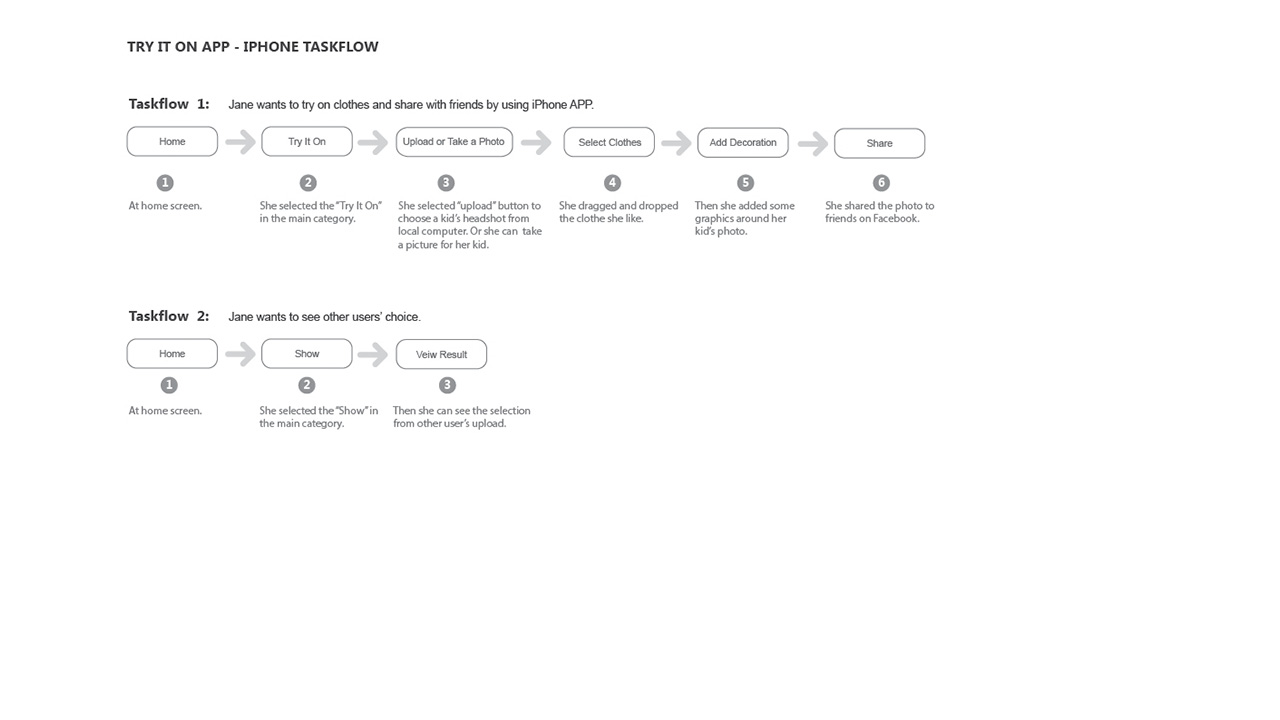 TRY IT ON APP - IPHONE TASKFLOW
Taskflow 1: Jane wants to try on clothes and share with friends by using iPhone APP.
Home
Try It On
Upload or Take a Photo
Select Clothes
Add Decoration
Share
1
At home screen.
2
She selected the "Try It On"
in the main category.
3
She selected "upload" button to
choose a kid's headshot from
local computer. Or she can take
a picture for her kid.
4
She dragged and dropped
the clothe she like.
5
Then she added some
graphics around her
kid's photo.
6
She shared the photo to
friends on Facebook.
Taskflow 2: Jane wants to see other users' choice.
Home
Show
Veiw Result
1
At home screen.
2
She selected the "Show" in
the main category.
3
Then she can see the selection
from other user's upload.